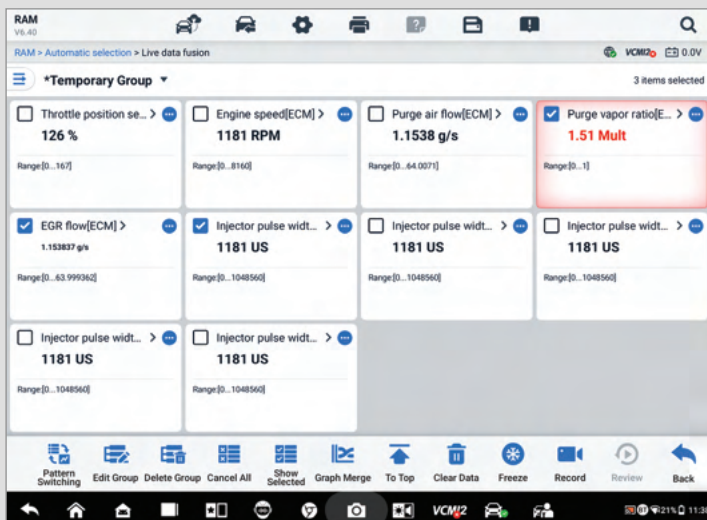 RAM
V6.40
RAM > Automatic selection > Live data fusion
VCMI2 0.0V
*Temporary Group
3 items selected
Throttle position se... >
126 %
Range:[0...167]
Engine speed[ECM] >
1181 RPM
Range:[0...8160]
Purge air flow[ECM] >
1.1538 g/s
Range:[0...64.0071]
Purge vapor ratio[E... >
1.51 Mult
Range:[0...1]
EGR flow[ECM] >
1.153837 g/s
Range:[0...63.999362]
Injector pulse widt... >
1181 US
Range:[0...1048560]
Injector pulse widt... >
1181 US
Range:[0...1048560]
Injector pulse widt... >
1181 US
Range:[0...1048560]
Injector pulse widt... >
1181 US
Range:[0...1048560]
Injector pulse widt... >
1181 US
Range:[0...1048560]
Pattern
Switching
Edit Group
Delete Group
Cancel All
Show
Selected
Graph Merge
To Top
Clear Data
Freeze
Record
Review
Back
VCMI2
21%